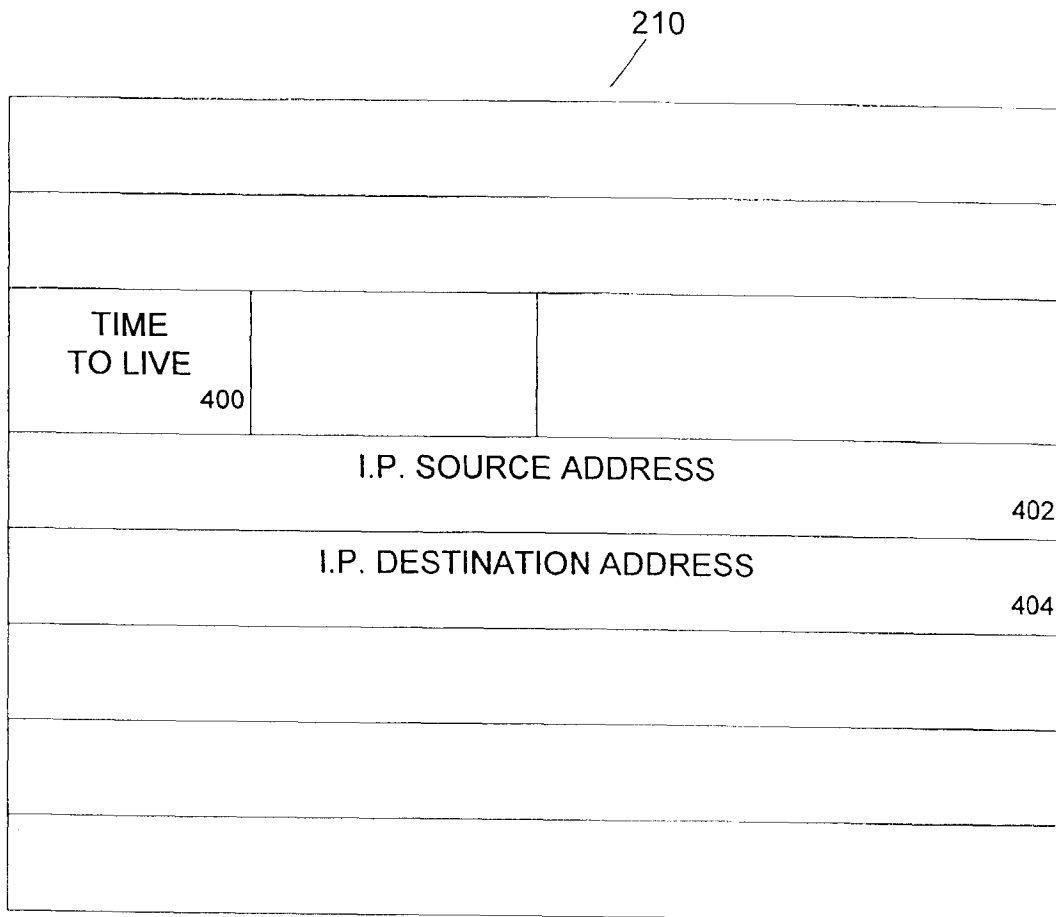 210
TIME
TO LIVE
400
I.P. SOURCE ADDRESS
402
I.P. DESTINATION ADDRESS
404